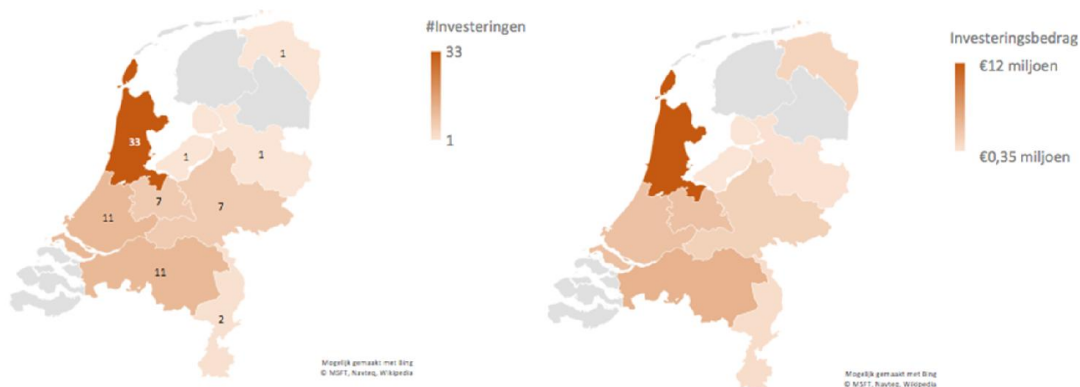 #Investeringen
33
1
1
33
1
1
7
7
11
11
2
Mogelijk gemaakt met Bing
© MSFT, Navteq, Wikipedia
Investeringsbedrag
€12 miljoen
€0,35 miljoen
Mogelijk gemaakt met Bing
© MSFT, Navteq, Wikipedia